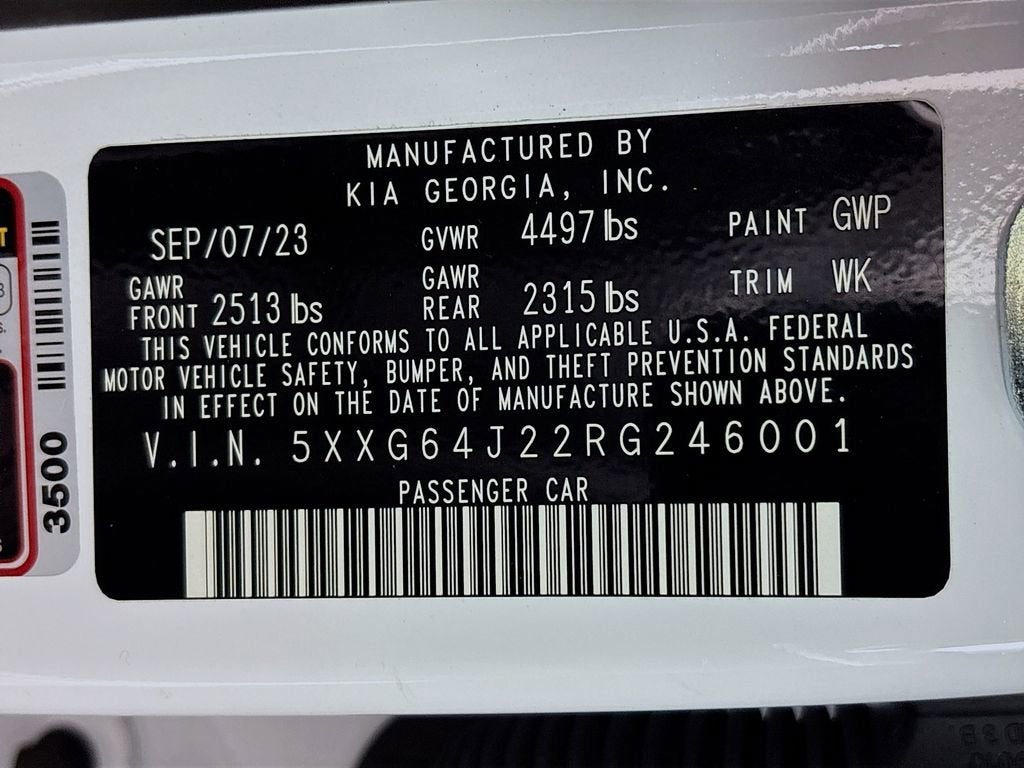 MANUFACTURED BY
KIA GEORGIA, INC.
SEP/07/23 GVWR 4497 lbs PAINT GWP
GAWR FRONT 2513 lbs GAWR REAR 2315 lbs TRIM WK
THIS VEHICLE CONFORMS TO ALL APPLICABLE U.S.A. FEDERAL
MOTOR VEHICLE SAFETY, BUMPER, AND THEFT PREVENTION STANDARDS
IN EFFECT ON THE DATE OF MANUFACTURE SHOWN ABOVE.
V.I.N. 5XXG64J22RG246001
PASSENGER CAR
3500